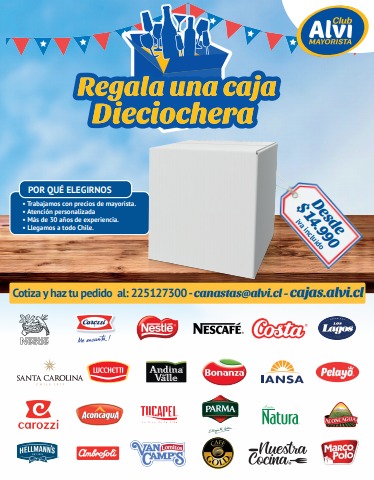 Club
Alvi
MAYORISTA
Regala una caja
Dieciochera
POR QUÉ ELEGIRNOS
• Trabajamos con precios de mayorista.
• Atención personalizada
• Más de 30 años de experiencia.
• Llegamos a todo Chile.
Desde
$14.990
iva incluido
Cotiza y haz tu pedido al: 225127300 - canastas@alvi.cl - cajas.alvi.cl
NESTLÉ
Carozzi
Me encanta!
Nestlé
NESCAFÉ
Costa
LOS
Lagos
SANTA CAROLINA
LUCCHETTI
Andina
del Valle
Bonanza
IANSA
Pelayo
carozzi
ACONCAGUA
TUCAPEL
PARMA
Natura
ACONCAGUA
HELLMANN'S
Ambrosoli
VAN
CAMP'S
CAFÉ
GOLD
Nuestra
Cocina
MARCO
POLO